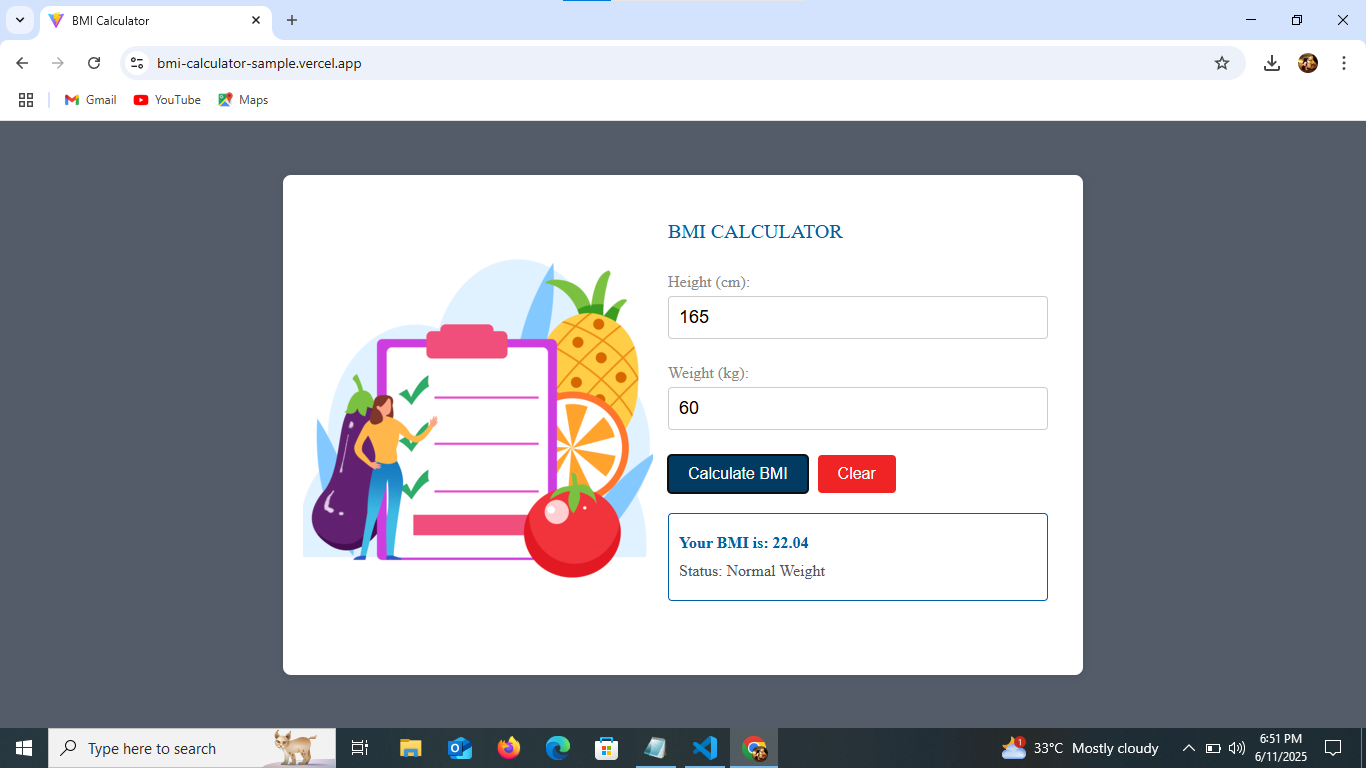 BMI Calculator
bmi-calculator-sample.vercel.app
Gmail YouTube Maps
BMI CALCULATOR
Height (cm):
165
Weight (kg):
60
Calculate BMI Clear
Your BMI is: 22.04
Status: Normal Weight
Type here to search
1
33°C Mostly cloudy
6:51 PM
6/11/2025